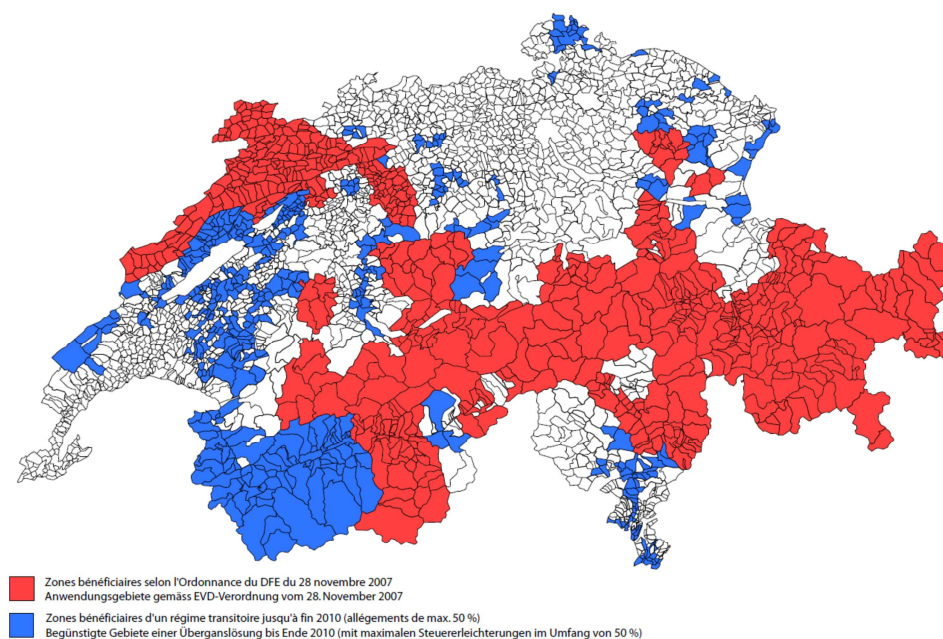 Zones bénéficiaires selon l'Ordonnance du DFE du 28 novembre 2007
Anwendungsgebiete gemäss EVD-Verordnung vom 28. November 2007
Zones bénéficiaires d'un régime transitoire jusqu'à fin 2010 (allégements de max. 50 %)
Begünstigte Gebiete einer Überganslösung bis Ende 2010 (mit maximalen Steuererleichterungen im Umfang von 50 %)